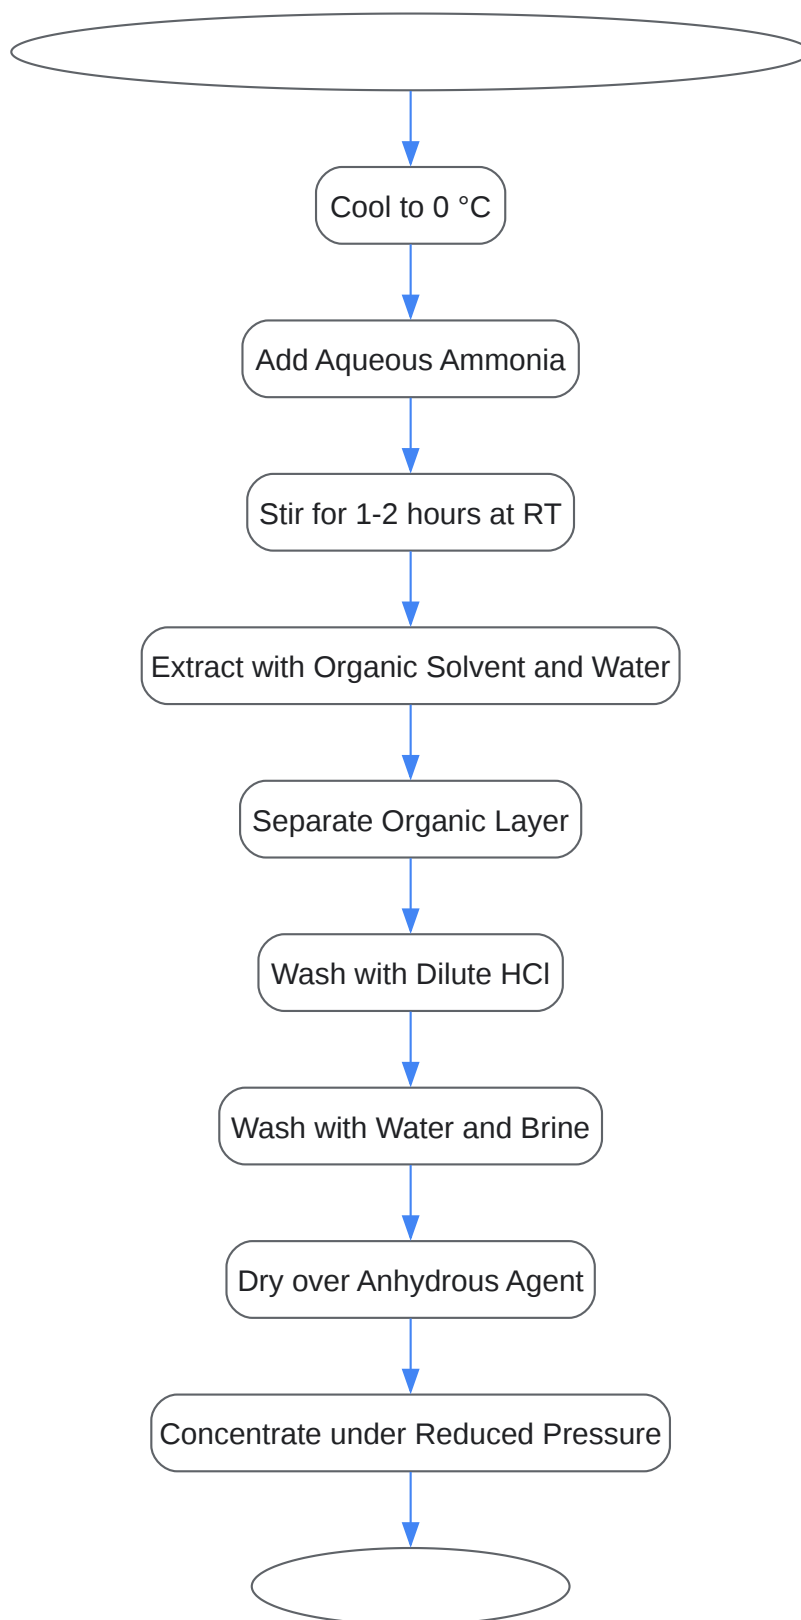 Cool to 0 °C
Add Aqueous Ammonia
Stir for 1-2 hours at RT
Extract with Organic Solvent and Water
Separate Organic Layer
Wash with Dilute HCl
Wash with Water and Brine
Dry over Anhydrous Agent
Concentrate under Reduced Pressure